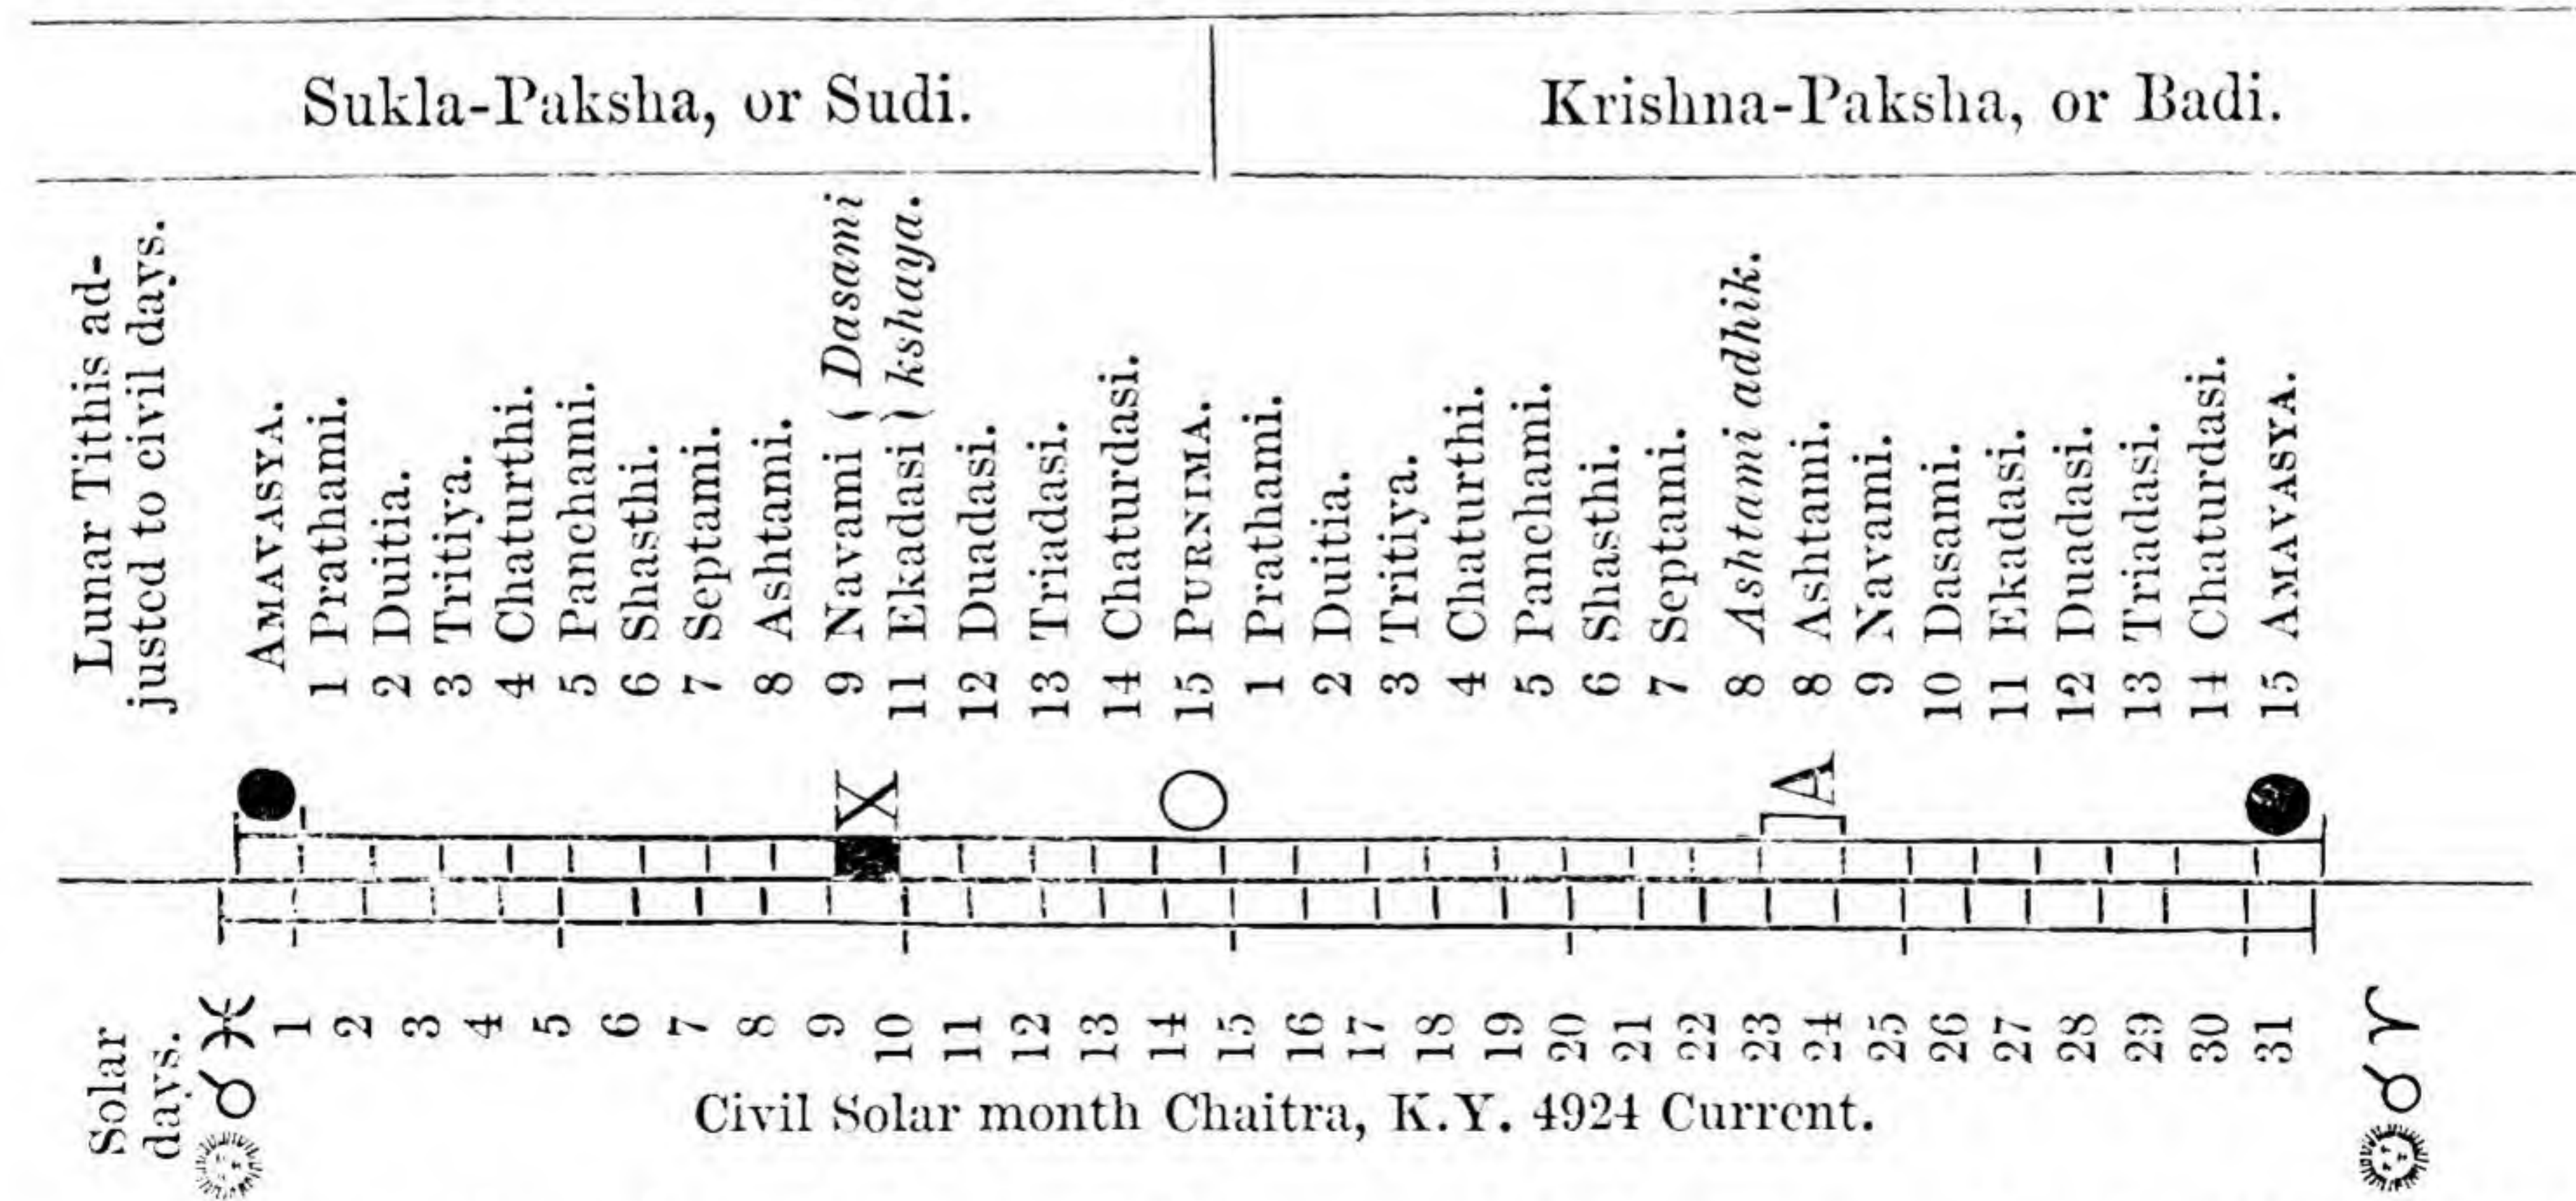 Sukla-Paksha, or Sudi.
Krishna-Paksha, or Badi.
Lunar Tithis ad-
justed to civil days.
AMAVASYA.
1 Prathami.
2 Duitia.
3 Tritiya.
4 Chaturthi.
5 Panchami.
6 Shasthi.
7 Septami.
8 Ashtami.
9 Navami { Dasami
11 Ekadasi } kshaya.
12 Duadasi.
13 Triadasi.
14 Chaturdasi.
15 PURNIMA.
1 Prathami.
2 Duitia.
3 Tritiya.
4 Chaturthi.
5 Panchami.
6 Shasthi.
7 Septami.
8 Ashtami adhik.
8 Ashtami.
9 Navami.
10 Dasami.
11 Ekadasi.
12 Duadasi.
13 Triadasi.
14 Chaturdasi.
15 AMAVASYA.
X
A
Solar
days.
☌ ♓
1 2 3 4 5 6 7 8 9 10 11 12 13 14 15 16 17 18 19 20 21 22 23 24 25 26 27 28 29 30 31
☌ ♈
Civil Solar month Chaitra, K.Y. 4924 Current.